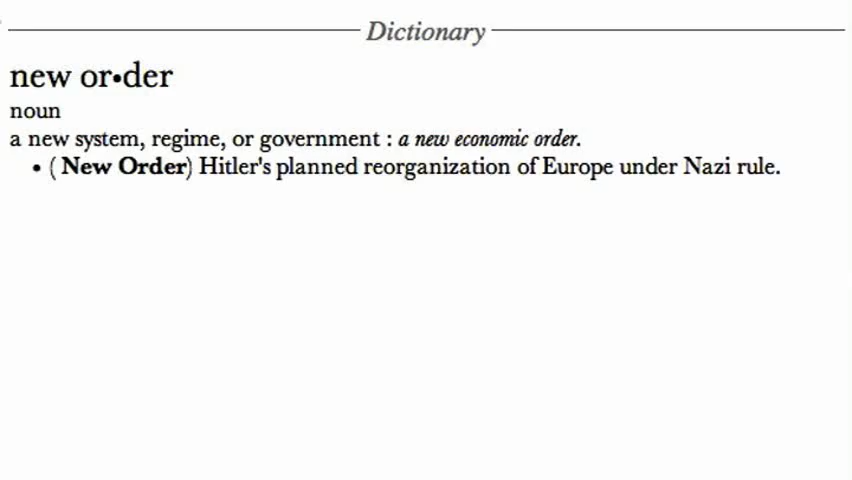 Dictionary
new or•der
noun
a new system, regime, or government : a new economic order.
• ( New Order) Hitler's planned reorganization of Europe under Nazi rule.